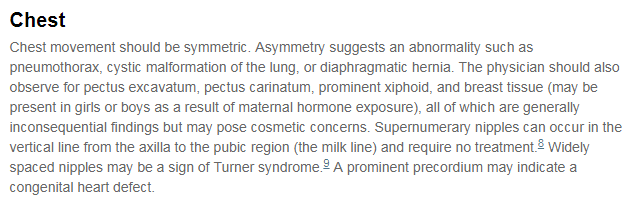 Chest
Chest movement should be symmetric. Asymmetry suggests an abnormality such as
pneumothorax, cystic malformation of the lung, or diaphragmatic hernia. The physician should also
observe for pectus excavatum, pectus carinatum, prominent xiphoid, and breast tissue (may be
present in girls or boys as a result of maternal hormone exposure), all of which are generally
inconsequential findings but may pose cosmetic concerns. Supernumerary nipples can occur in the
vertical line from the axilla to the pubic region (the milk line) and require no treatment.8 Widely
spaced nipples may be a sign of Turner syndrome.9 A prominent precordium may indicate a
congenital heart defect.